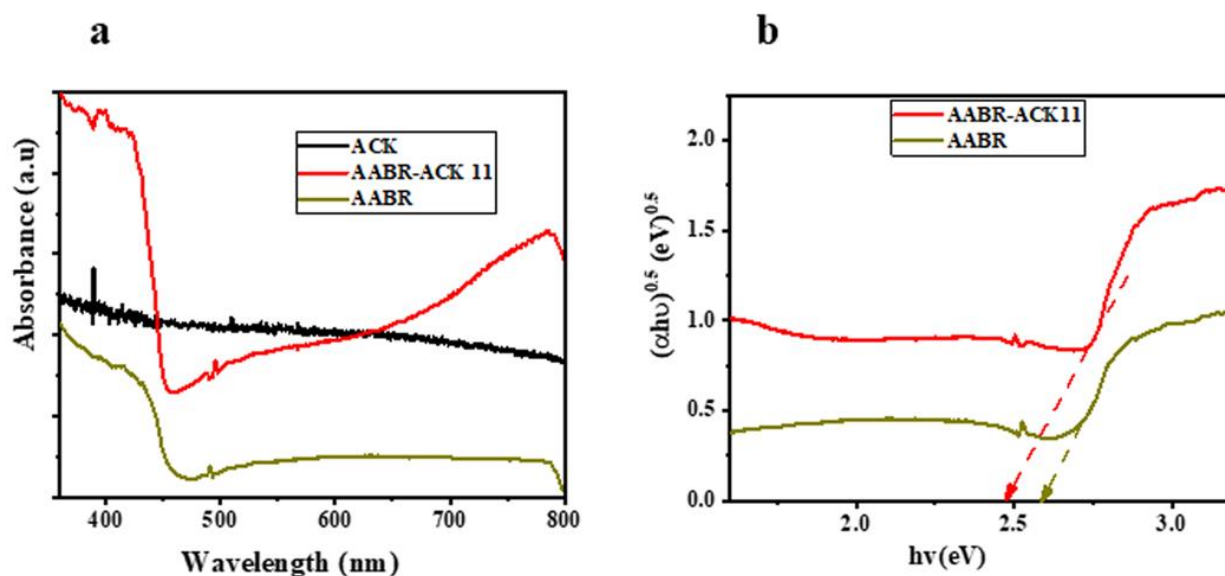 a
Absorbance (a.u)
ACK
AABR-ACK 11
AABR
400 500 600 700 800
Wavelength (nm)
b
(αhυ)^0.5 (eV)^0.5
AABR-ACK11
AABR
2.0
1.5
1.0
0.5
0.0
2.0 2.5 3.0
hv(eV)